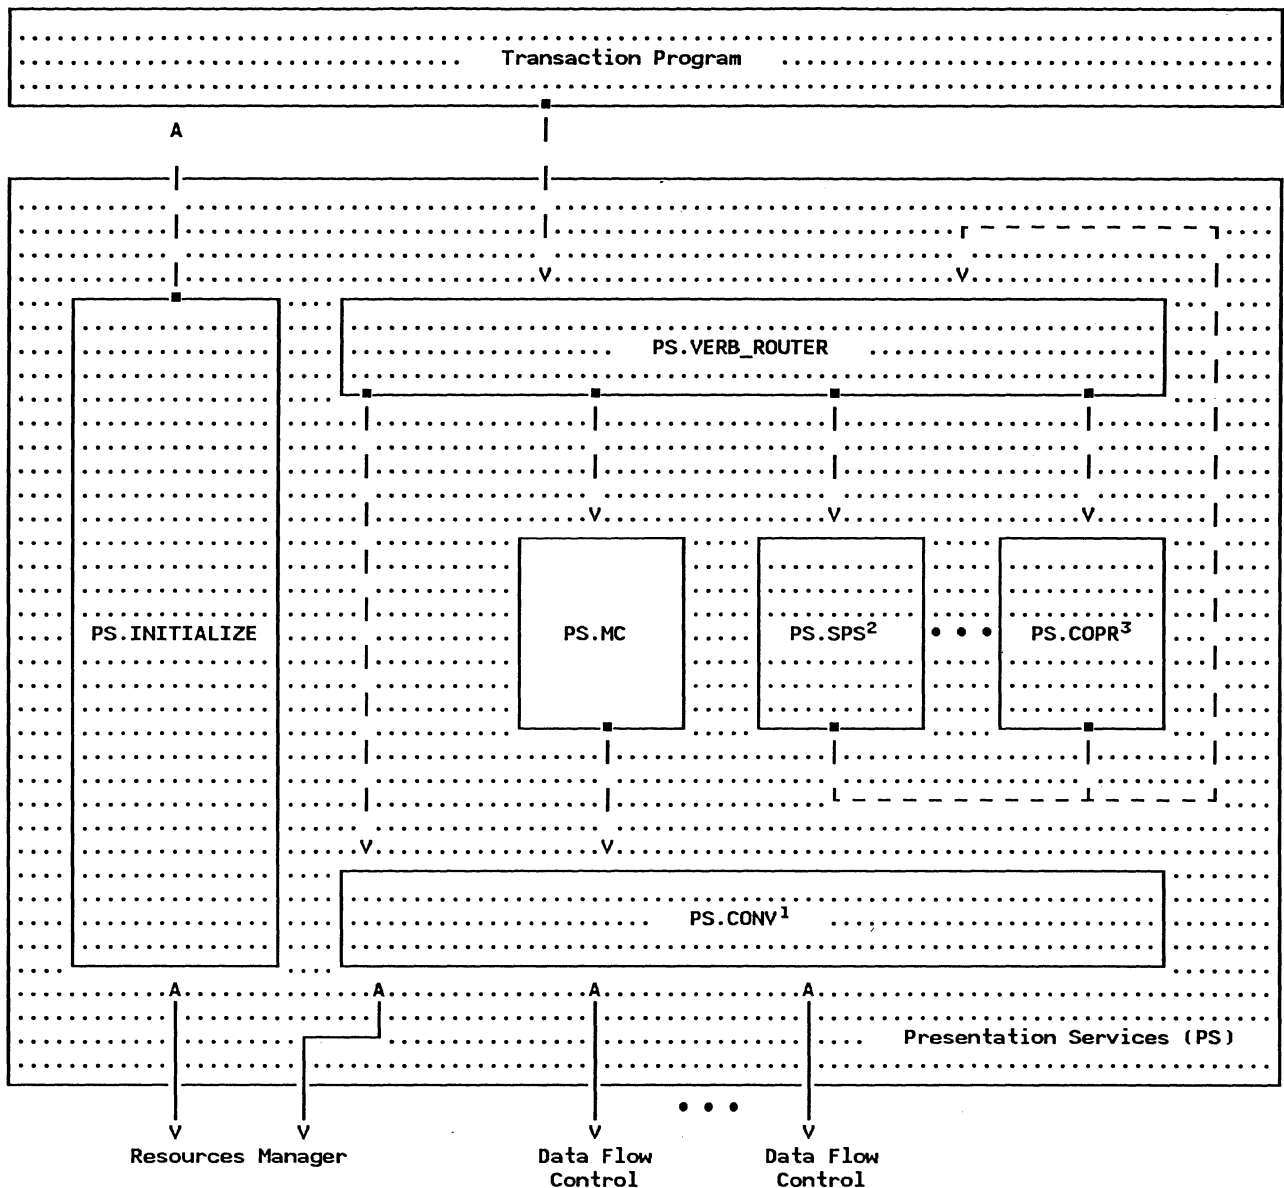 Transaction Program
PS.VERB_ROUTER
PS.INITIALIZE
PS.MC
PS.SPS²
PS.COPR³
PS.CONV¹
Presentation Services (PS)
Resources Manager
Data Flow
Control
Data Flow
Control